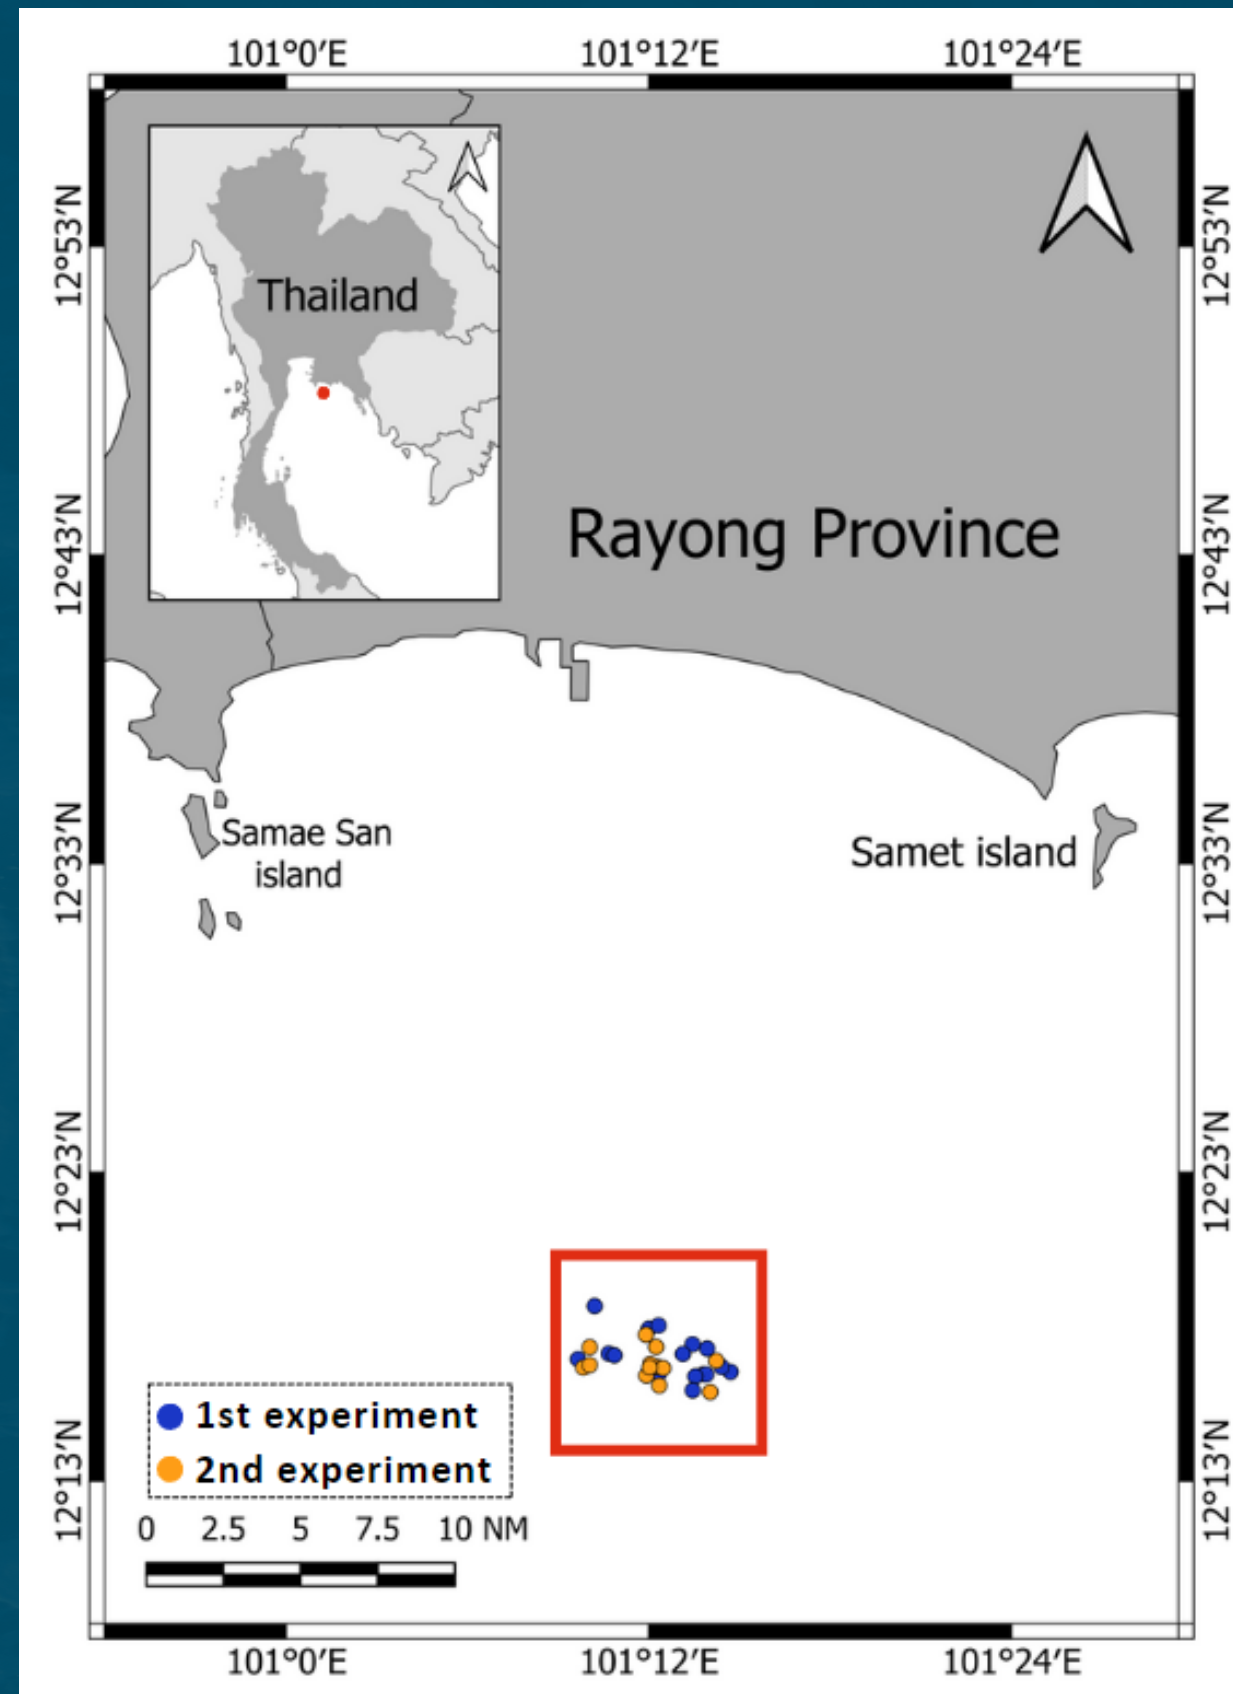 101°0′E 101°12′E 101°24′E
12°53′N 12°53′N
Thailand
12°43′N 12°43′N
Rayong Province
12°33′N 12°33′N
Samae San
island
Samet island
12°23′N 12°23′N
1st experiment
2nd experiment
12°13′N 12°13′N
0 2.5 5 7.5 10 NM
101°0′E 101°12′E 101°24′E